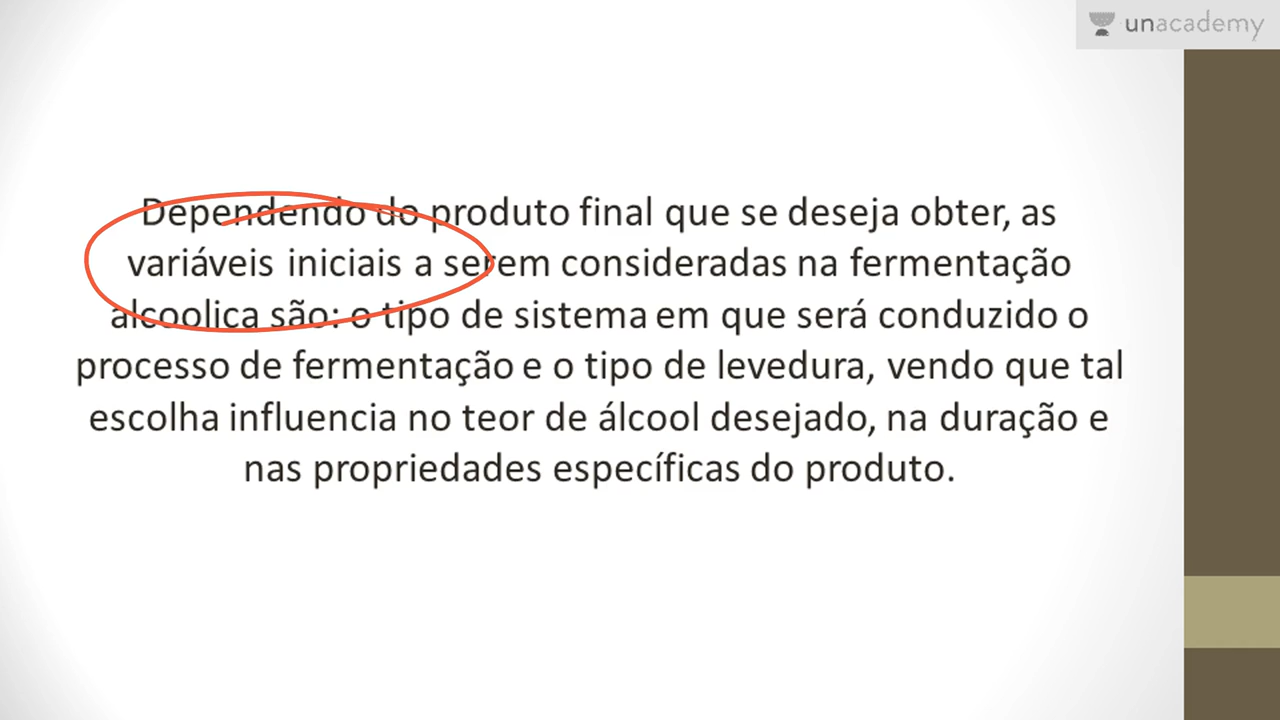 unacademy
Dependendo do produto final que se deseja obter, as
variáveis iniciais a serem consideradas na fermentação
alcoolica são: o tipo de sistema em que será conduzido o
processo de fermentação e o tipo de levedura, vendo que tal
escolha influencia no teor de álcool desejado, na duração e
nas propriedades específicas do produto.